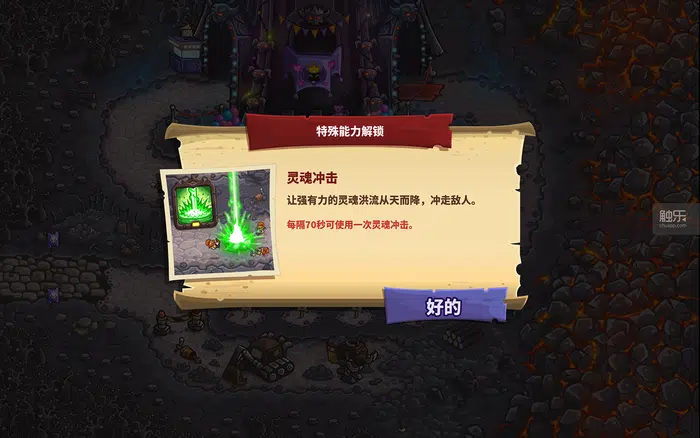 特殊能力解锁
灵魂冲击
让强有力的灵魂洪流从天而降，冲走敌人。
每隔70秒可使用一次灵魂冲击。
好的
触乐
chuapp.com